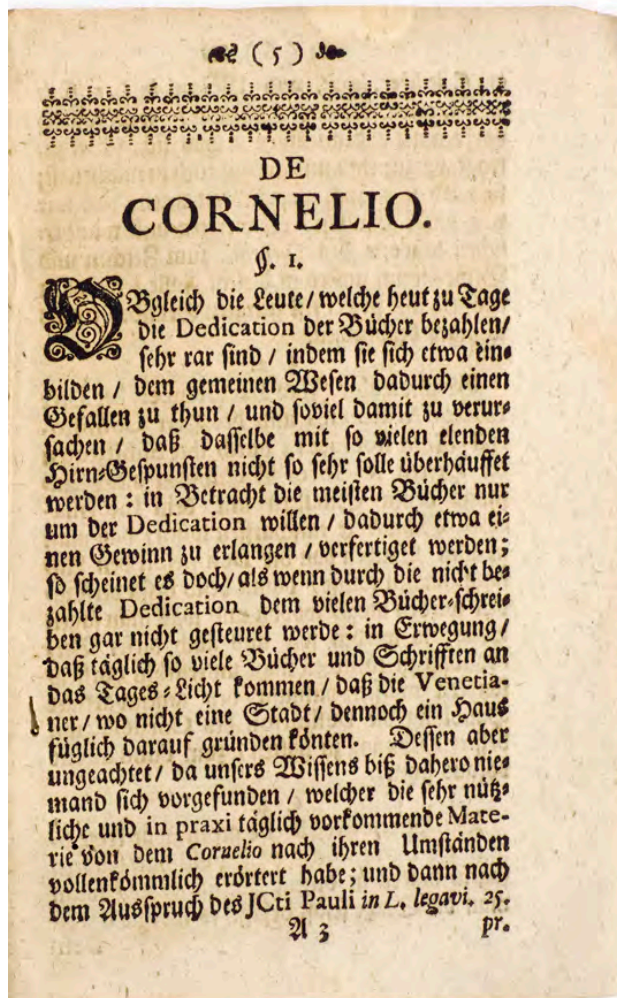 ( 5 )
DE
CORNELIO.
§. 1.
OBgleich die Leute/welche heut zu Tage
die Dedication der Bücher bezahlen/
sehr rar sind / indem sie sich etwa ein=
bilden / dem gemeinen Wesen dadurch einen
Gefallen zu thun / und soviel damit zu verur=
sachen / daß dasselbe mit so vielen elenden
Hirn=Gespunsten nicht so sehr solle überhäuffet
werden : in Betracht die meisten Bücher nur
um der Dedication willen / dadurch etwa ei=
nen Gewinn zu erlangen / verfertiget werden;
so scheinet es doch/als wenn durch die nicht be=
zahlte Dedication dem vielen Bücher=schrei=
ben gar nicht gesteuret werde : in Erwegung/
daß täglich so viele Bücher und Schrifften an
das Tages=Licht kommen / daß die Venetia-
ner/wo nicht eine Stadt/ dennoch ein Haus
füglich darauf gründen könten. Dessen aber
ungeachtet/ da unsers Wissens biß dahero nie=
mand sich vorgefunden / welcher die sehr nütz=
liche und in praxi täglich vorkommende Mate-
rie von dem Cornelio nach ihren Umständen
vollenkömmlich erörtert habe; und dann nach
dem Ausspruch des JCti Pauli in L. legavi. 25.
A 3 pr.